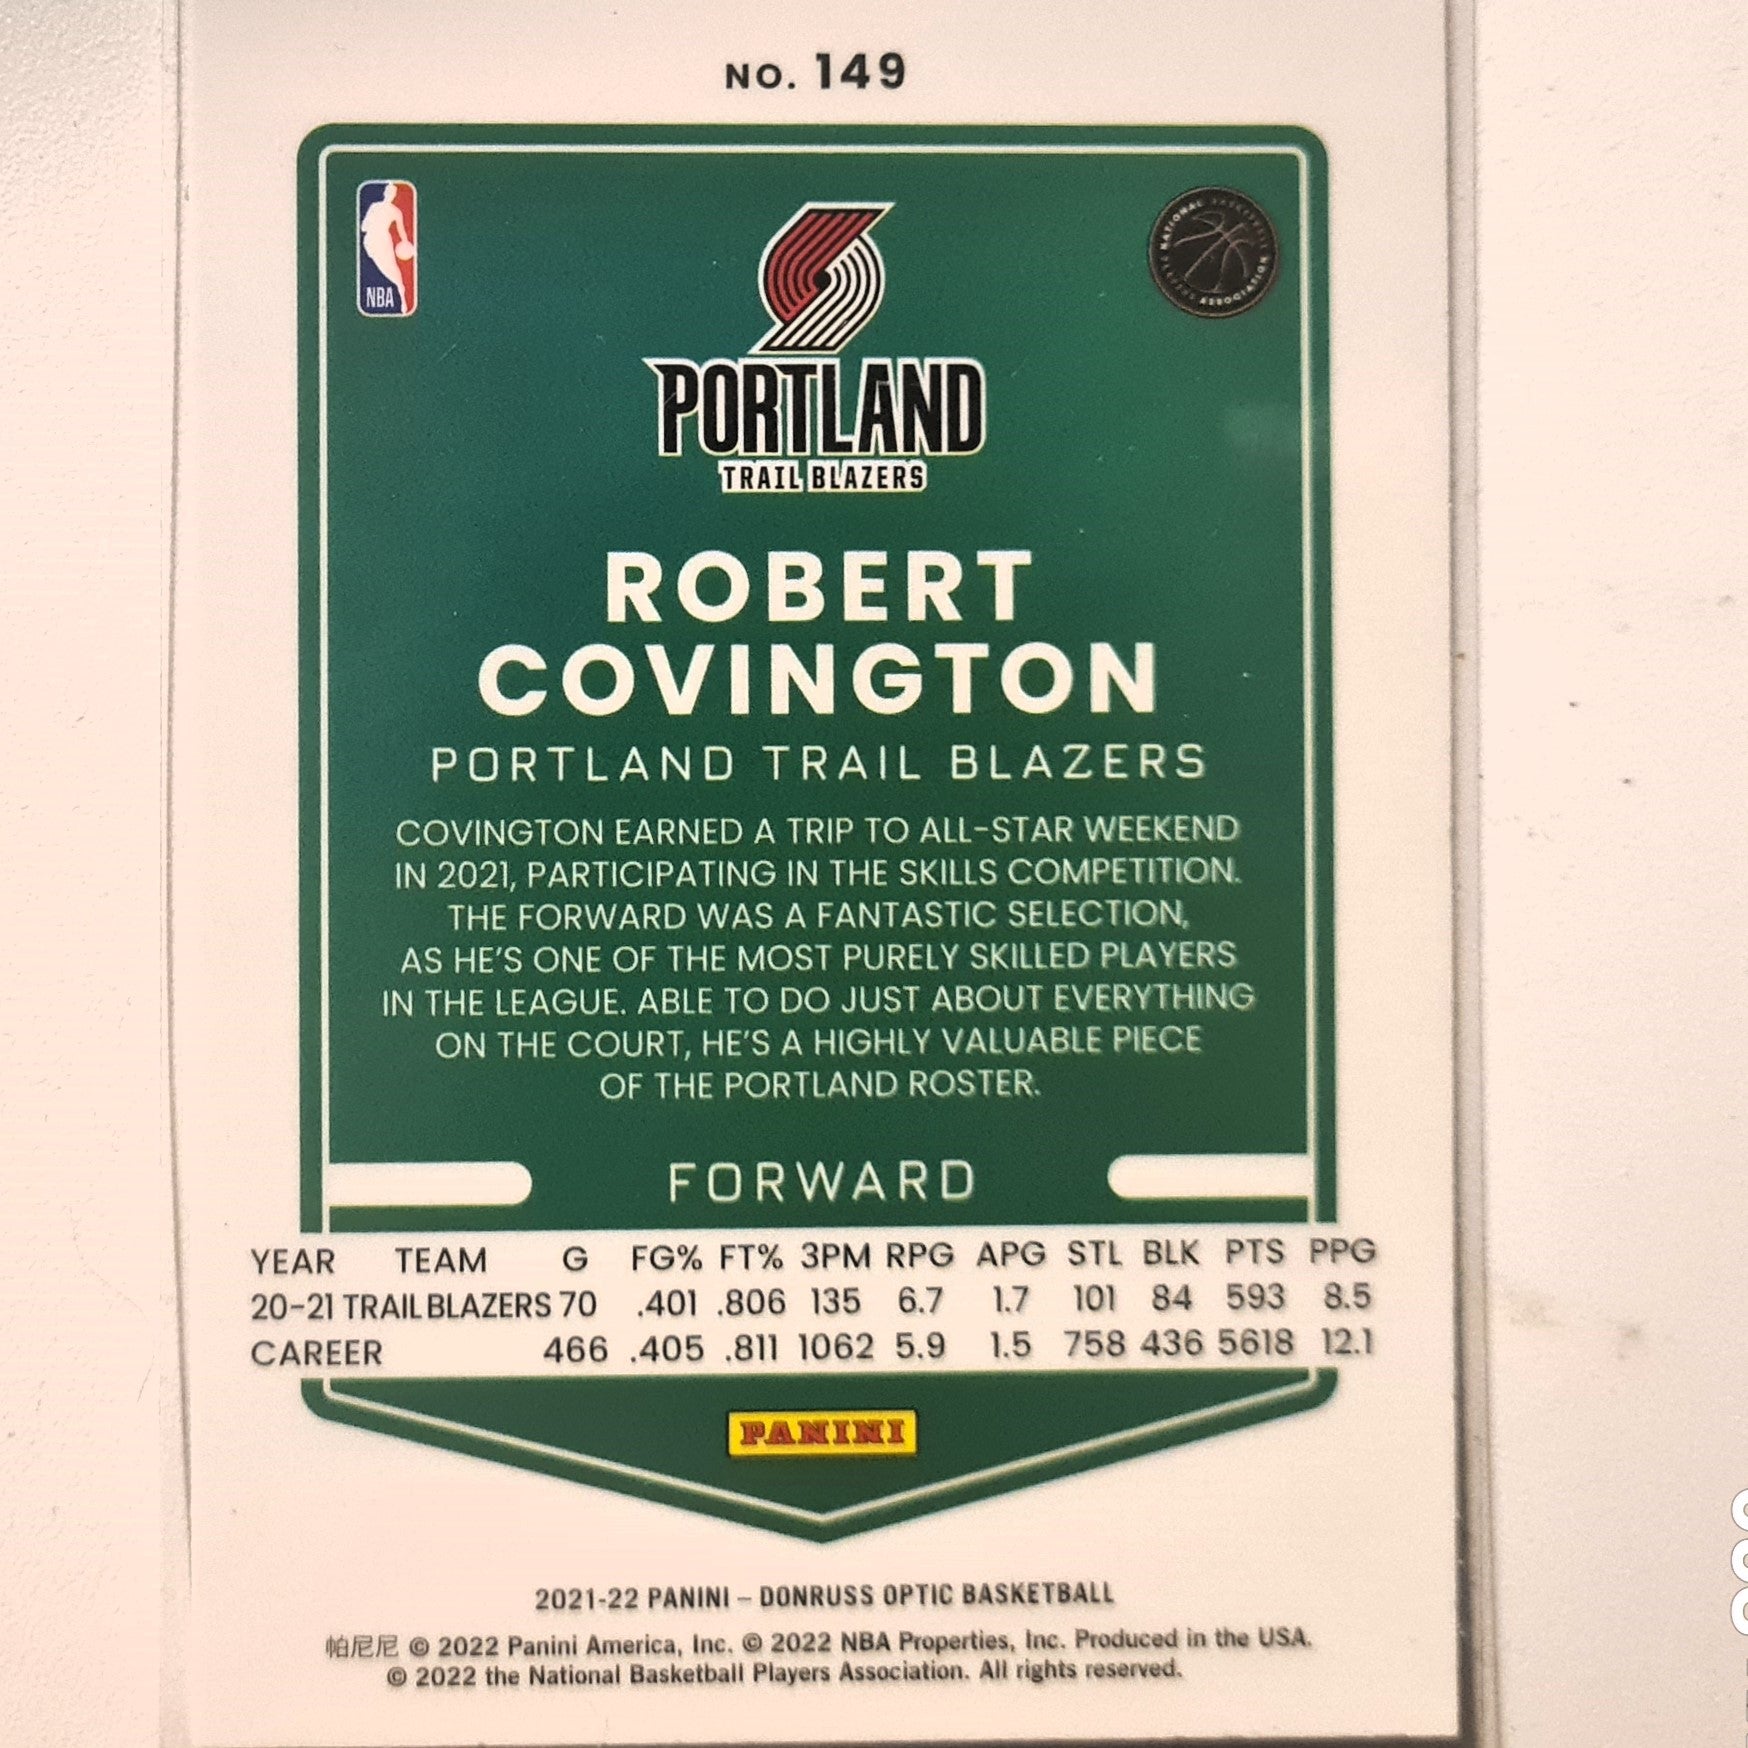 NO. 149
NBA
NATIONAL BASKETBALL PLAYERS ASSOCIATION
PORTLAND
TRAIL BLAZERS
ROBERT
COVINGTON
PORTLAND TRAIL BLAZERS
COVINGTON EARNED A TRIP TO ALL-STAR WEEKEND
IN 2021, PARTICIPATING IN THE SKILLS COMPETITION.
THE FORWARD WAS A FANTASTIC SELECTION,
AS HE'S ONE OF THE MOST PURELY SKILLED PLAYERS
IN THE LEAGUE. ABLE TO DO JUST ABOUT EVERYTHING
ON THE COURT, HE'S A HIGHLY VALUABLE PIECE
OF THE PORTLAND ROSTER.
FORWARD
YEAR TEAM G FG% FT% 3PM RPG APG STL BLK PTS PPG
20-21 TRAIL BLAZERS 70 .401 .806 135 6.7 1.7 101 84 593 8.5
CAREER 466 .405 .811 1062 5.9 1.5 758 436 5618 12.1
PANINI
2021-22 PANINI – DONRUSS OPTIC BASKETBALL
帕尼尼 © 2022 Panini America, Inc. © 2022 NBA Properties, Inc. Produced in the USA.
© 2022 the National Basketball Players Association. All rights reserved.